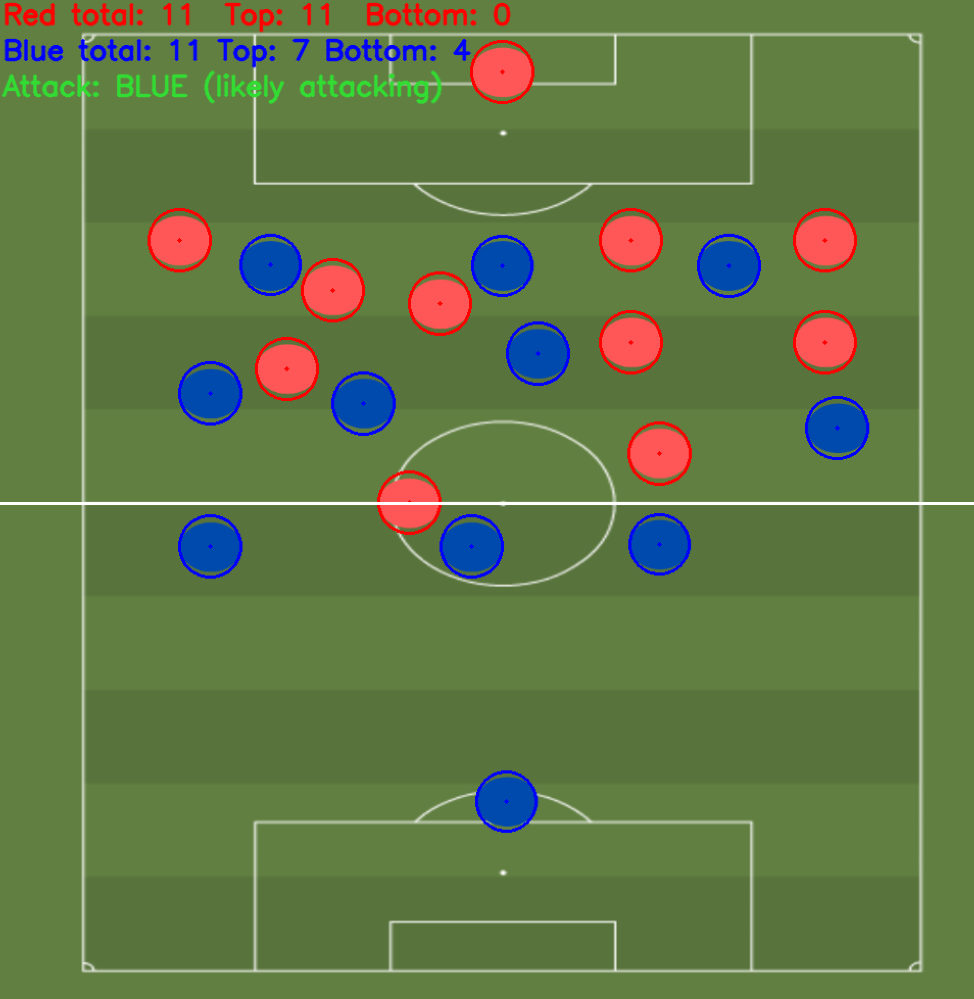 Red total: 11 Top: 11 Bottom: 0
Blue total: 11 Top: 7 Bottom: 4
Attack: BLUE (likely attacking)